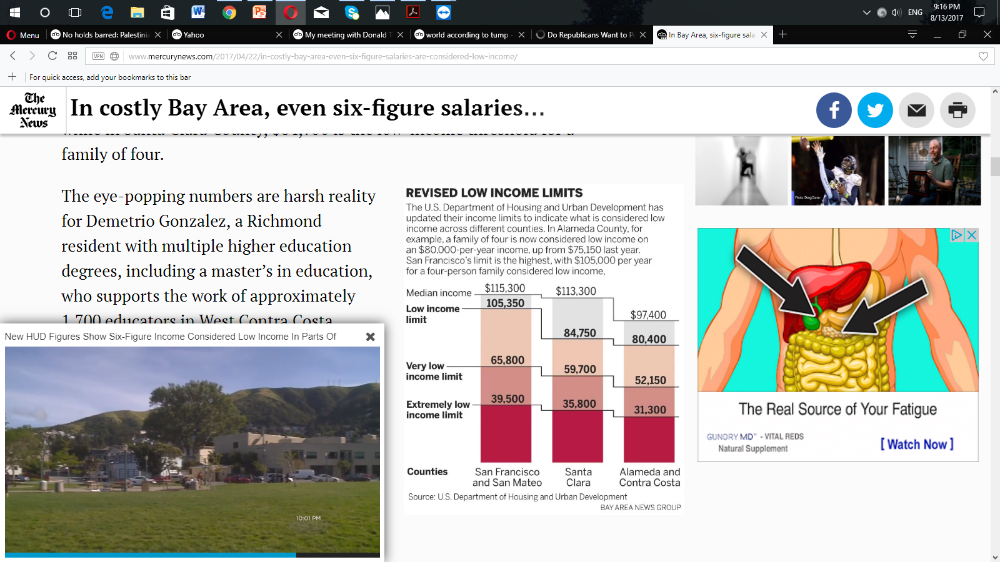 ENG
9:16 PM
8/13/2017
Menu
No holds barred: Palestinia
Yahoo
My meeting with Donald T
world according to tump -
Do Republicans Want to P
In Bay Area, six-figure sala
VPN
www.mercurynews.com/2017/04/22/in-costly-bay-area-even-six-figure-salaries-are-considered-low-income/
For quick access, add your bookmarks to this bar
The
Mercury
News
In costly Bay Area, even six-figure salaries...
family of four.
The eye-popping numbers are harsh reality
for Demetrio Gonzalez, a Richmond
resident with multiple higher education
degrees, including a master's in education,
who supports the work of approximately
1,700 educators in West Contra Costa
New HUD Figures Show Six-Figure Income Considered Low Income In Parts Of
10:01 PM
REVISED LOW INCOME LIMITS
The U.S. Department of Housing and Urban Development has
updated their income limits to indicate what is considered low
income across different counties. In Alameda County, for
example, a family of four is now considered low income on
an $80,000-per-year income, up from $75,150 last year.
San Francisco's limit is the highest, with $105,000 per year
for a four-person family considered low income,
Median income
$115,300
$113,300
$97,400
Low income
limit
105,350
84,750
80,400
Very low
income limit
65,800
59,700
52,150
Extremely low
income limit
39,500
35,800
31,300
Counties
San Francisco
and San Mateo
Santa
Clara
Alameda and
Contra Costa
Source: U.S. Department of Housing and Urban Development
BAY AREA NEWS GROUP
The Real Source of Your Fatigue
GUNDRY MD™ - VITAL REDS
Natural Supplement
[ Watch Now ]